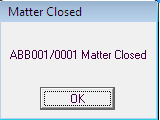 Matter Closed
ABB001/0001 Matter Closed
OK